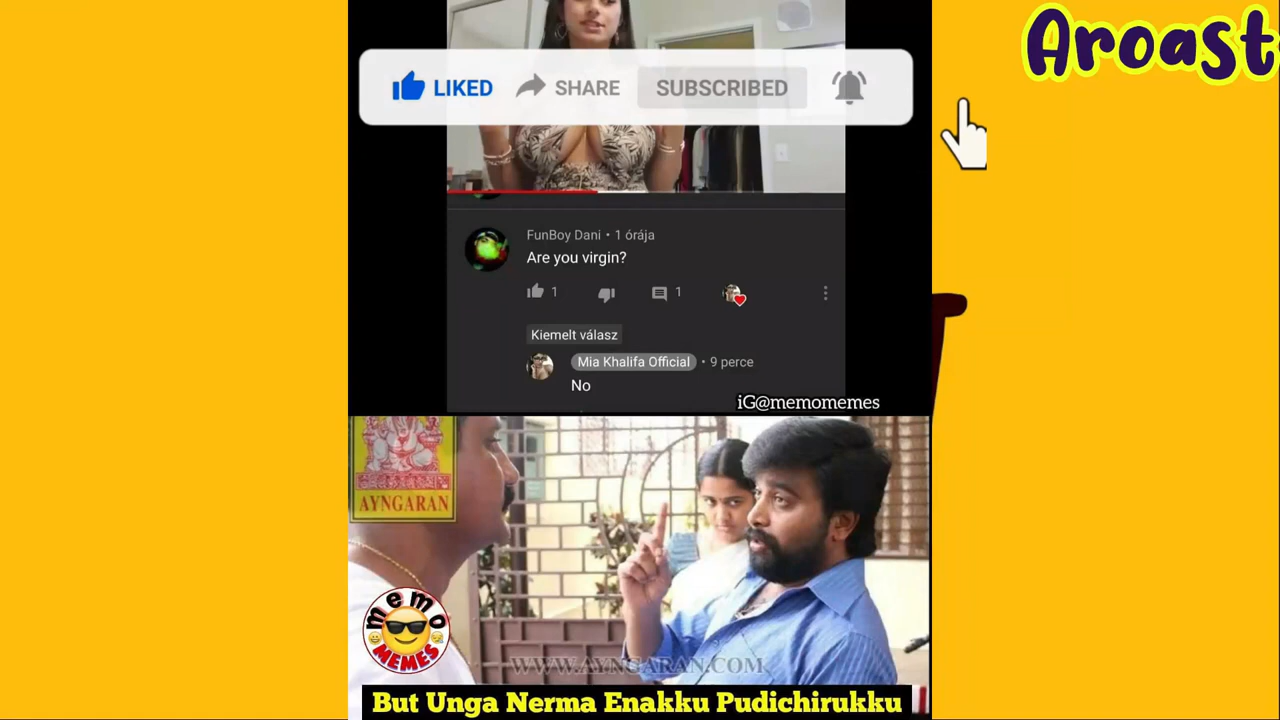 Aroast
LIKED SHARE SUBSCRIBED
FunBoy Dani • 1 órája
Are you virgin?
1 1
Kiemelt válasz
Mia Khalifa Official • 9 perce
No
iG@memomemes
AYNGARAN
memo
MEMES
WWW.AYNGARAN.COM
But Unga Nerma Enakku Pudichirukku